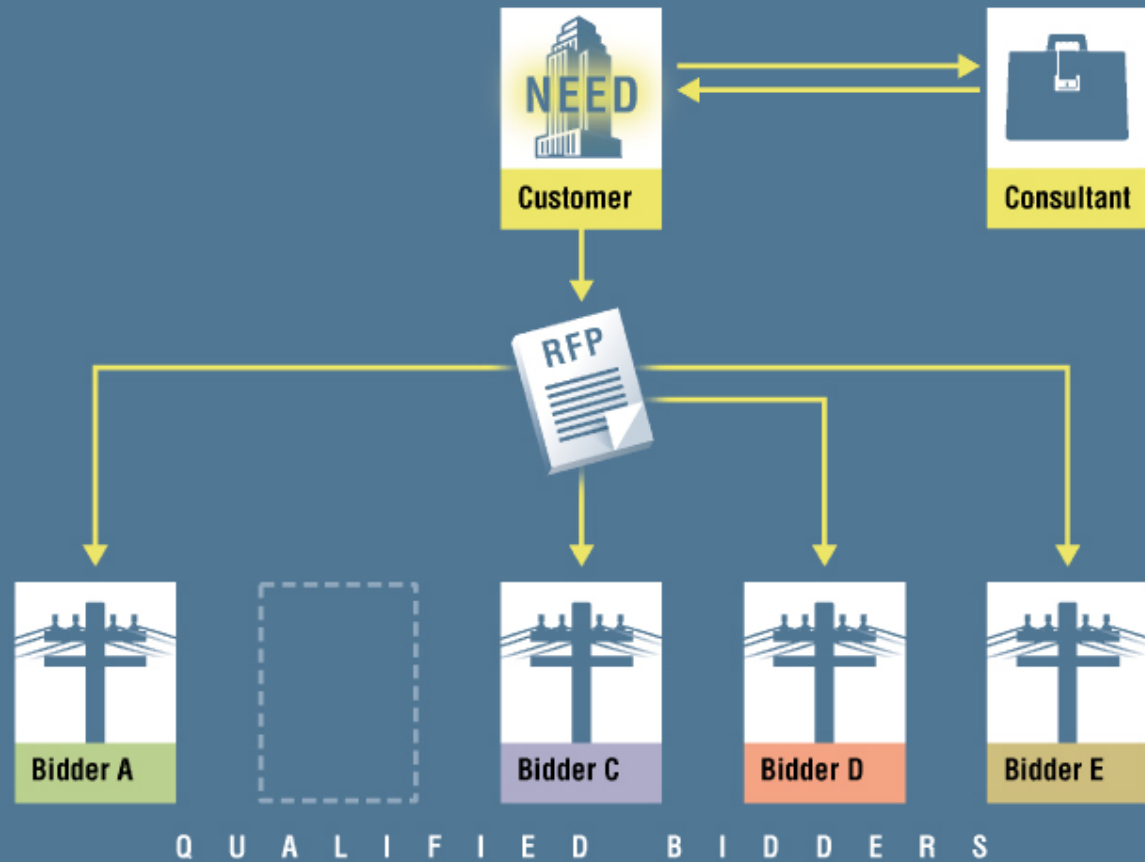 NEED
Customer
Consultant
RFP
Bidder A
Bidder C
Bidder D
Bidder E
QUALIFIED BIDDERS